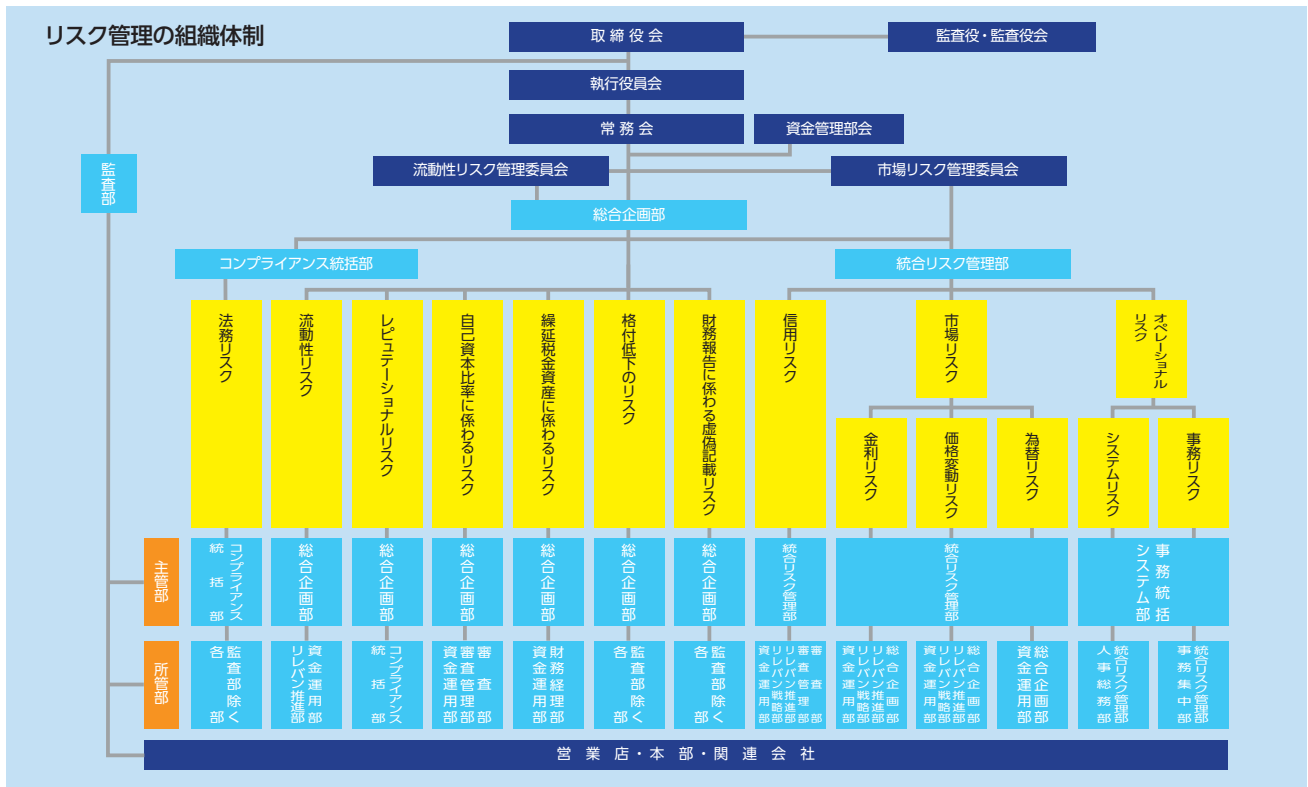 リスク管理の組織体制
取締役会
監査役・監査役会
執行役員会
常務会
資金管理部会
監査部
流動性リスク管理委員会
市場リスク管理委員会
総合企画部
コンプライアンス統括部
統合リスク管理部
法務リスク
流動性リスク
レピュテーショナルリスク
自己資本比率に係わるリスク
繰延税金資産に係わるリスク
格付低下のリスク
財務報告に係わる虚偽記載リスク
信用リスク
市場リスク
オペレーショナル
リスク
金利リスク
価格変動リスク
為替リスク
システムリスク
事務リスク
主管部
コンプライアンス
統括部
総合企画部
総合企画部
総合企画部
総合企画部
総合企画部
総合企画部
統合リスク管理部
統合リスク管理部
事務統括
システム部
所管部
監査部除く
各部
資金運用部
リレバン推進部
コンプライアンス
統括部
審査部
審査管理部
資金運用部
財務経理部
資金運用部
監査部除く
各部
監査部除く
各部
審査部
審査管理部
リレバン推進部
リレバン戦略部
資金運用部
総合企画部
リレバン推進部
リレバン戦略部
資金運用部
総合企画部
リレバン推進部
リレバン戦略部
資金運用部
総合企画部
資金運用部
統合リスク管理部
人事総務部
統合リスク管理部
事務集中部
営業店・本部・関連会社